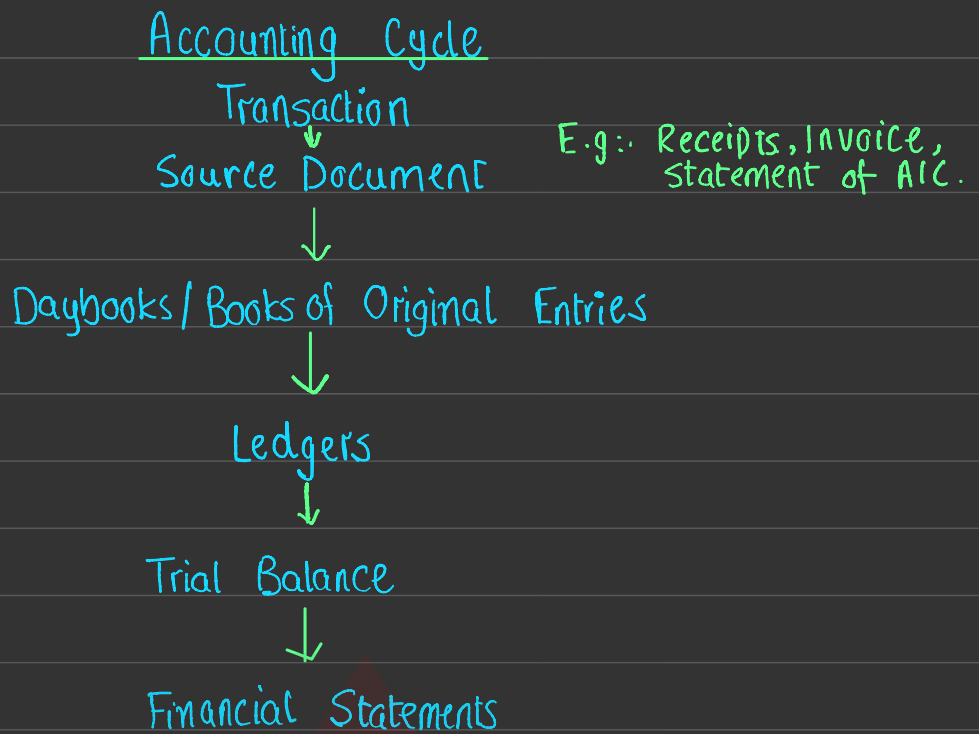 Accounting Cycle
Transaction
↓
Source Document
E.g:- Receipts, Invoice,
Statement of A/C.
↓
Daybooks/Books of Original Entries
↓
Ledgers
↓
Trial Balance
↓
Financial Statements